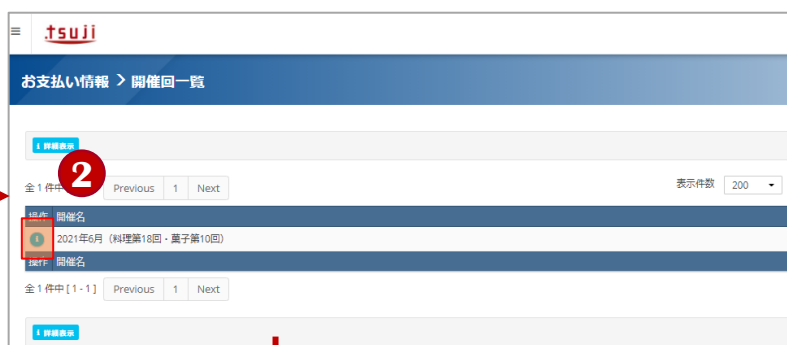 ≡ .tsuji
お支払い情報 > 開催回一覧
i 詳細表示
2
全1件中 Previous 1 Next 表示件数 200
操作 開催名
i 2021年6月（料理第18回・菓子第10回）
操作 開催名
全1件中 [ 1 - 1 ] Previous 1 Next
i 詳細表示